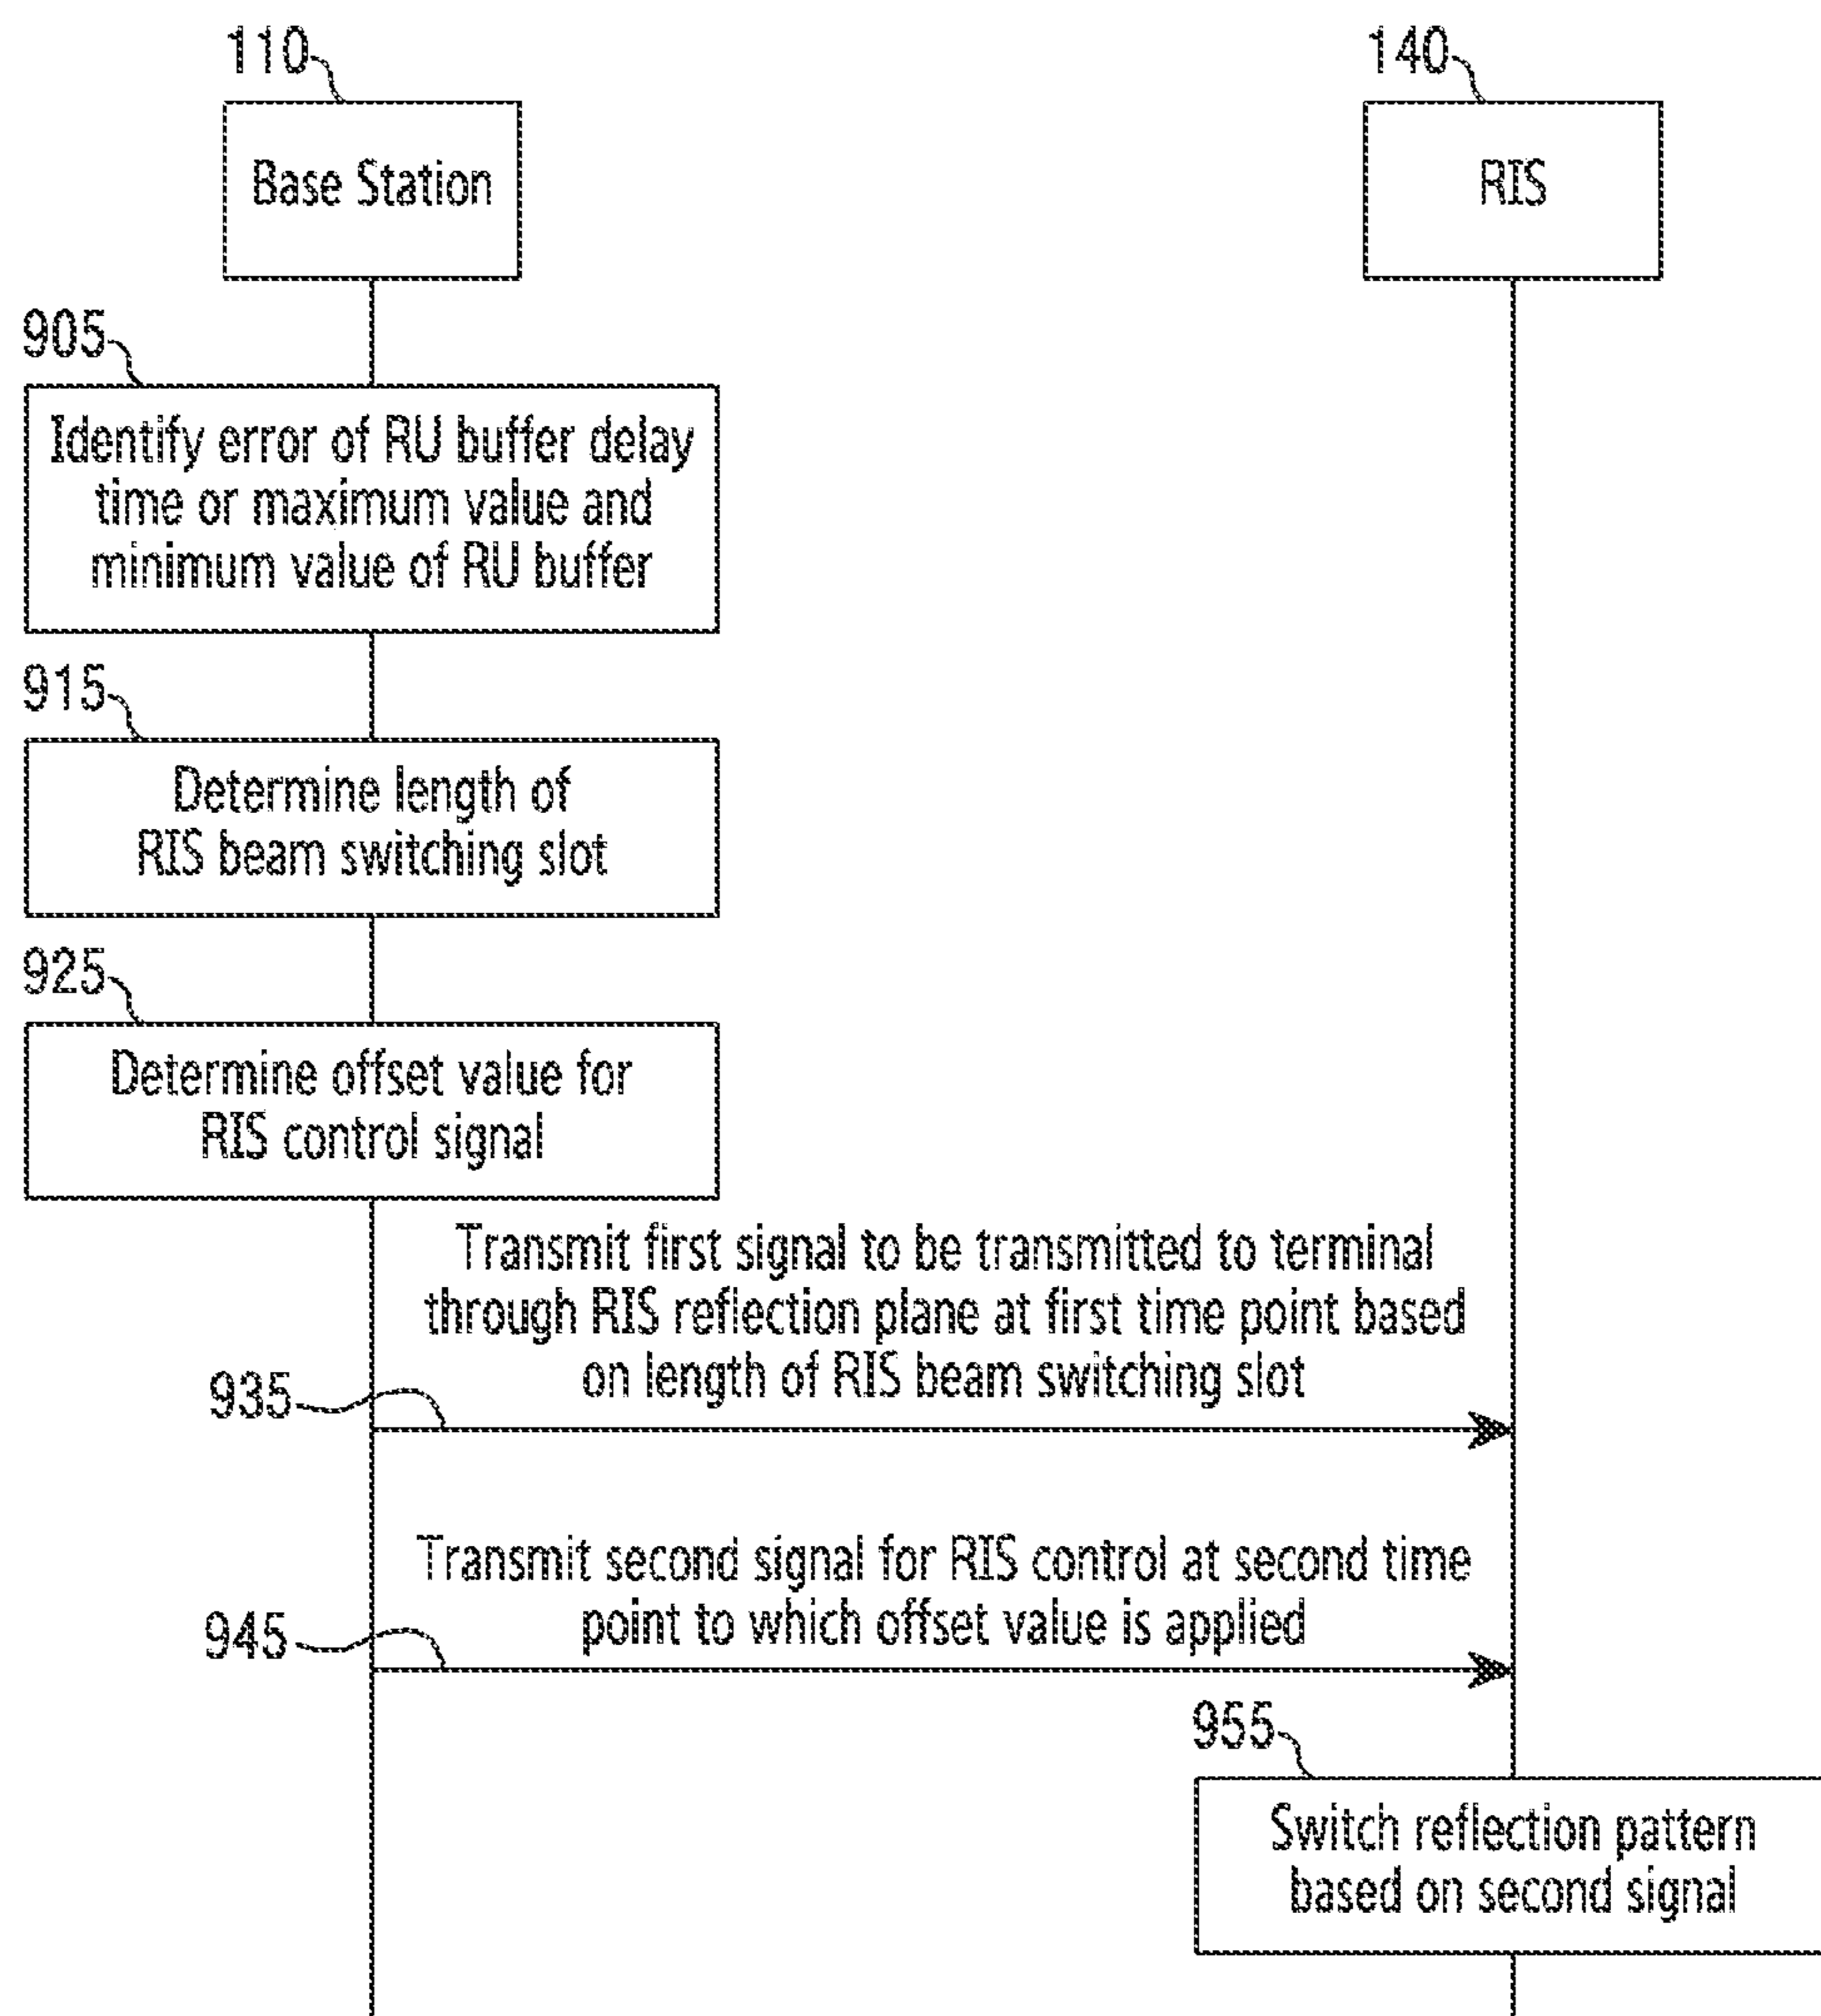 110
140
Base Station
RIS
905
Identify error of RU buffer delay
time or maximum value and
minimum value of RU buffer
915
Determine length of
RIS beam switching slot
925
Determine offset value for
RIS control signal
Transmit first signal to be transmitted to terminal
through RIS reflection plane at first time point based
on length of RIS beam switching slot
935
Transmit second signal for RIS control at second time
point to which offset value is applied
945
955
Switch reflection pattern
based on second signal